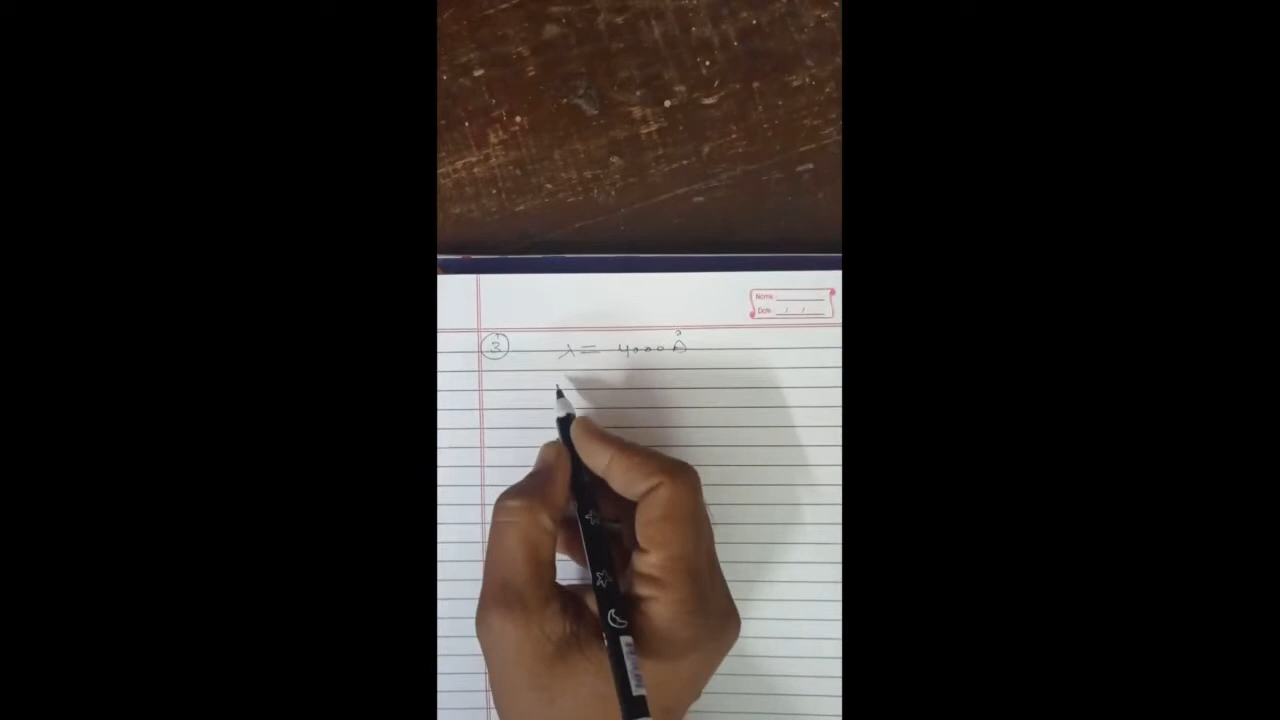 Name
Date / /
3 λ = 4000 Å